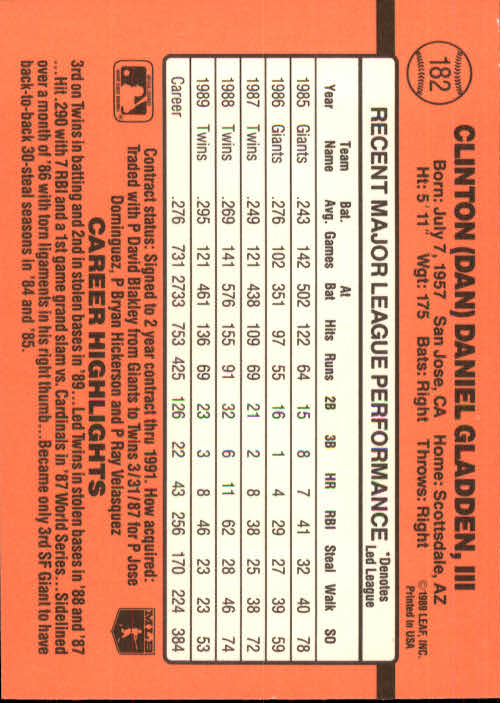 182
CLINTON (DAN) DANIEL GLADDEN, III
Born: July 7, 1957 San Jose, CA Home: Scottsdale, AZ
Ht: 5'11" Wgt: 175 Bats: Right Throws: Right
©1989 LEAF, INC.
Printed in USA
RECENT MAJOR LEAGUE PERFORMANCE *Denotes Led League
Year Team Name Bat. Avg. Games At Bat Hits Runs 2B 3B HR RBI Steal Walk SO
1985 Giants .243 142 502 122 64 15 8 7 41 32 40 78
1986 Giants .276 102 351 97 55 16 1 4 29 27 39 59
1987 Twins .249 121 438 109 69 21 2 8 38 25 38 72
1988 Twins .269 141 576 155 91 32 6 11 62 28 46 74
1989 Twins .295 121 461 136 69 23 3 8 46 23 23 53
Career .276 731 2733 753 425 126 22 43 256 170 224 384
Contract status: Signed to 2 year contract thru 1991. How acquired:
Traded with P David Blakley from Giants to Twins 3/31/87 for P Jose
Dominguez, P Bryan Hickerson and P Ray Velasquez
MLB
CAREER HIGHLIGHTS
3rd on Twins in batting and 2nd in stolen bases in '89...Led Twins in stolen bases in '88 and '87
...Hit .290 with 7 RBI and a 1st game grand slam vs. Cardinals in '87 World Series...Sidelined
over a month of '86 with torn ligaments in his right thumb...Became only 3rd SF Giant to have
back-to-back 30-steal seasons in '84 and '85.